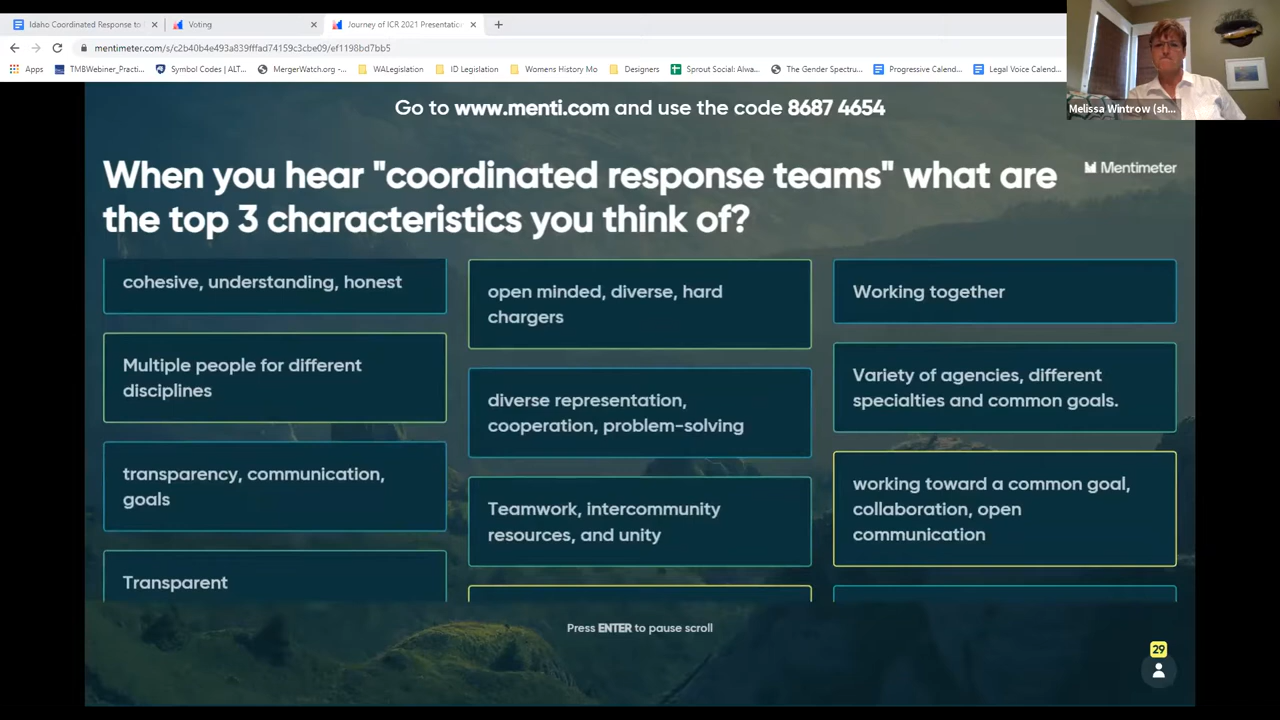 Idaho Coordinated Response to
Voting
Journey of ICR 2021 Presentatio
mentimeter.com/s/c2b40b4e493a839fffad74159c3cbe09/ef1198bd7bb5
Apps
TMBWebiner_Practi...
Symbol Codes | ALT...
MergerWatch.org -...
WALegislation
ID Legislation
Womens History Mo
Designers
Sprout Social: Alwa...
The Gender Spectru...
Progressive Calend...
Legal Voice Calend...
Melissa Wintrow (sh...
Go to www.menti.com and use the code 8687 4654
When you hear "coordinated response teams" what are
the top 3 characteristics you think of?
Mentimeter
cohesive, understanding, honest
Multiple people for different
disciplines
transparency, communication,
goals
Transparent
open minded, diverse, hard
chargers
diverse representation,
cooperation, problem-solving
Teamwork, intercommunity
resources, and unity
Working together
Variety of agencies, different
specialties and common goals.
working toward a common goal,
collaboration, open
communication
Press ENTER to pause scroll
29